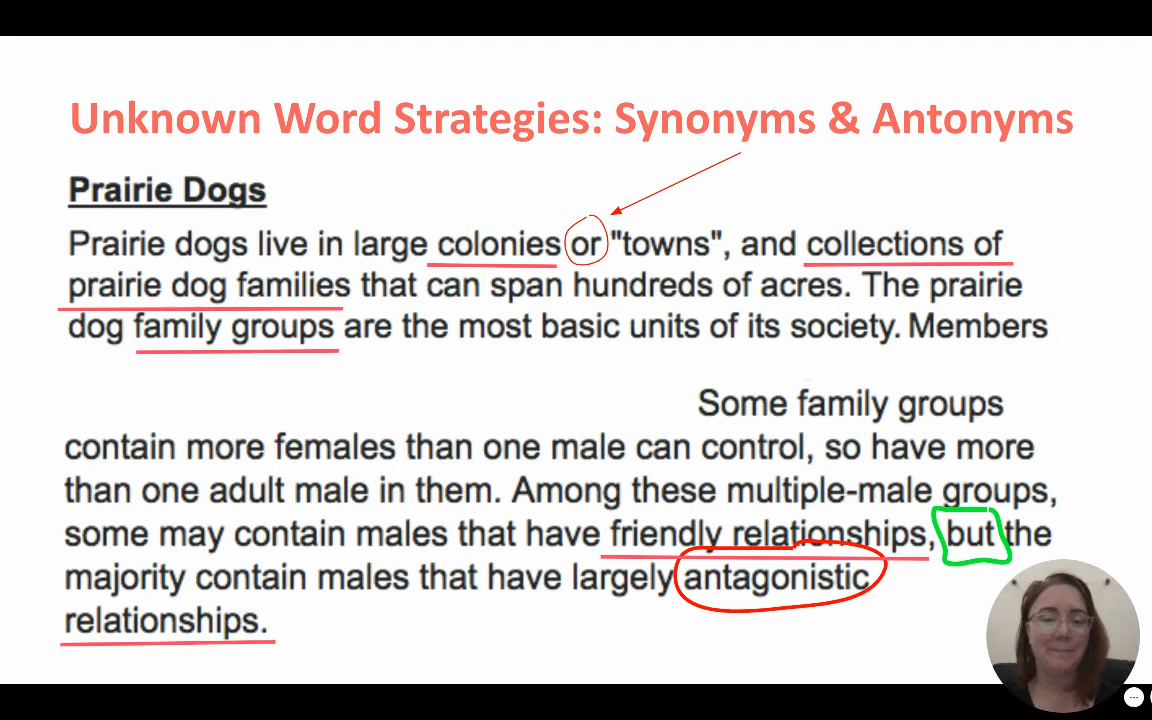 Unknown Word Strategies: Synonyms & Antonyms
Prairie Dogs
Prairie dogs live in large colonies or "towns", and collections of
prairie dog families that can span hundreds of acres. The prairie
dog family groups are the most basic units of its society. Members
Some family groups
contain more females than one male can control, so have more
than one adult male in them. Among these multiple-male groups,
some may contain males that have friendly relationships, but the
majority contain males that have largely antagonistic
relationships.